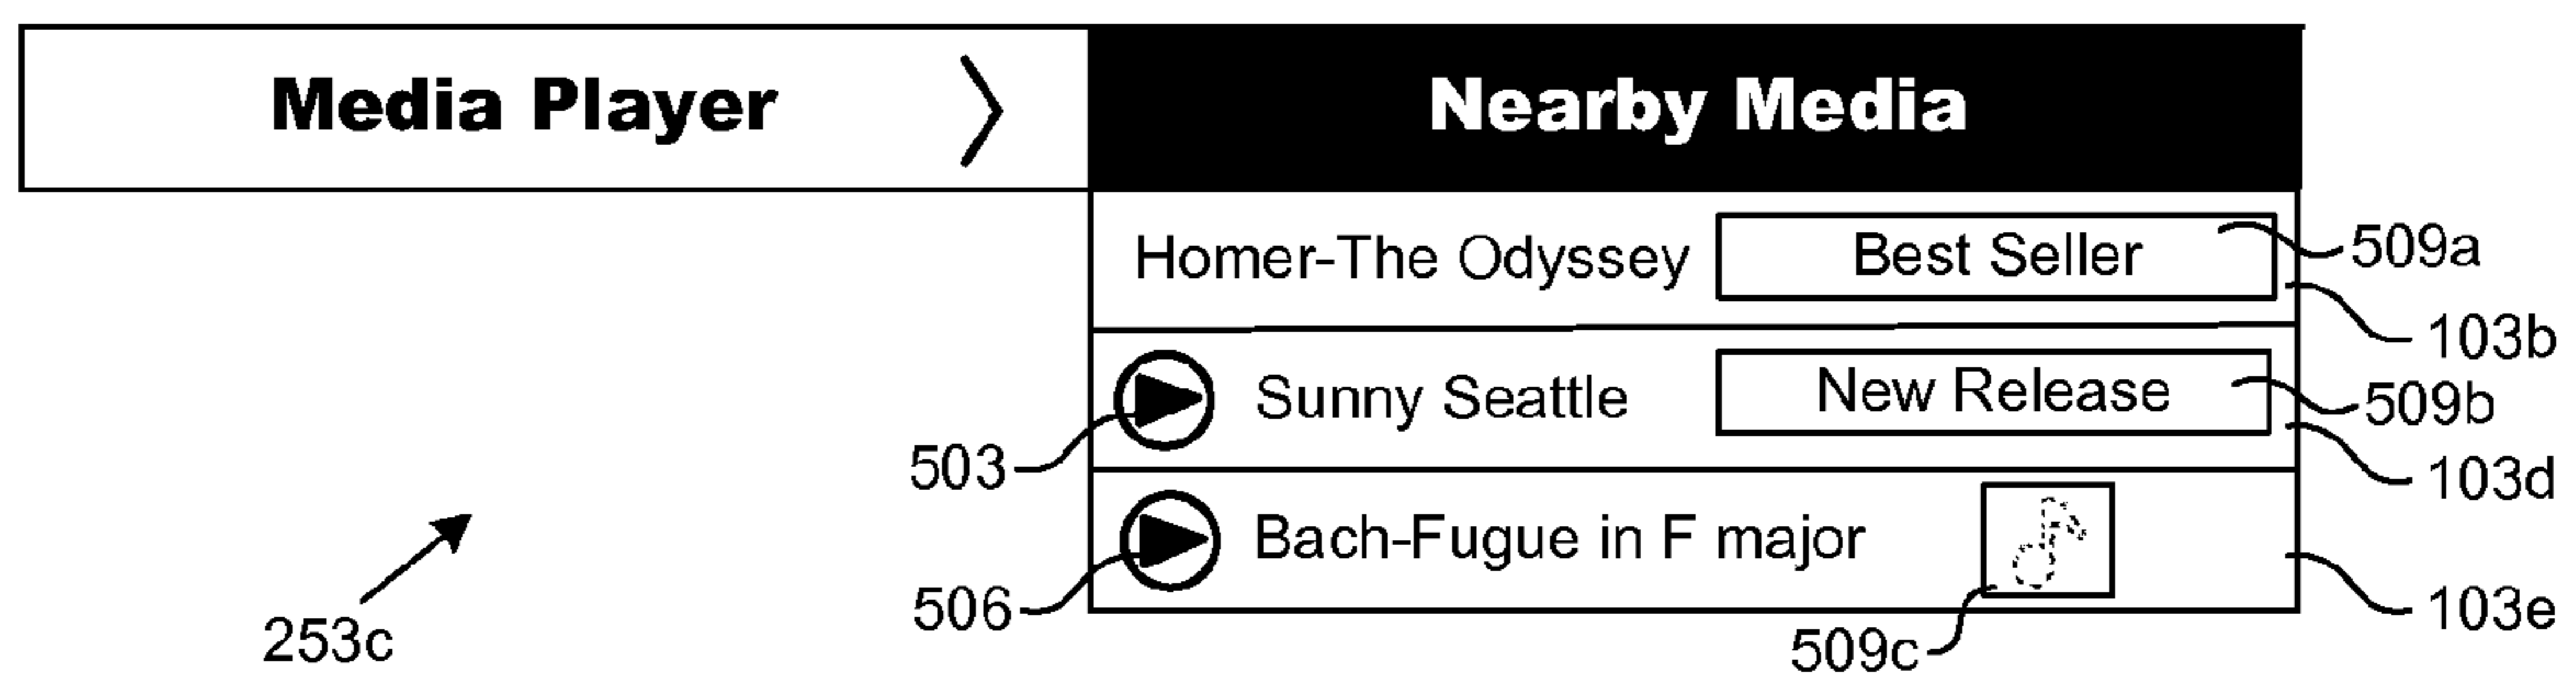 Media Player
Nearby Media
Homer-The Odyssey
Best Seller
509a
103b
Sunny Seattle
New Release
509b
503
103d
Bach-Fugue in F major
506
103e
509c
253c